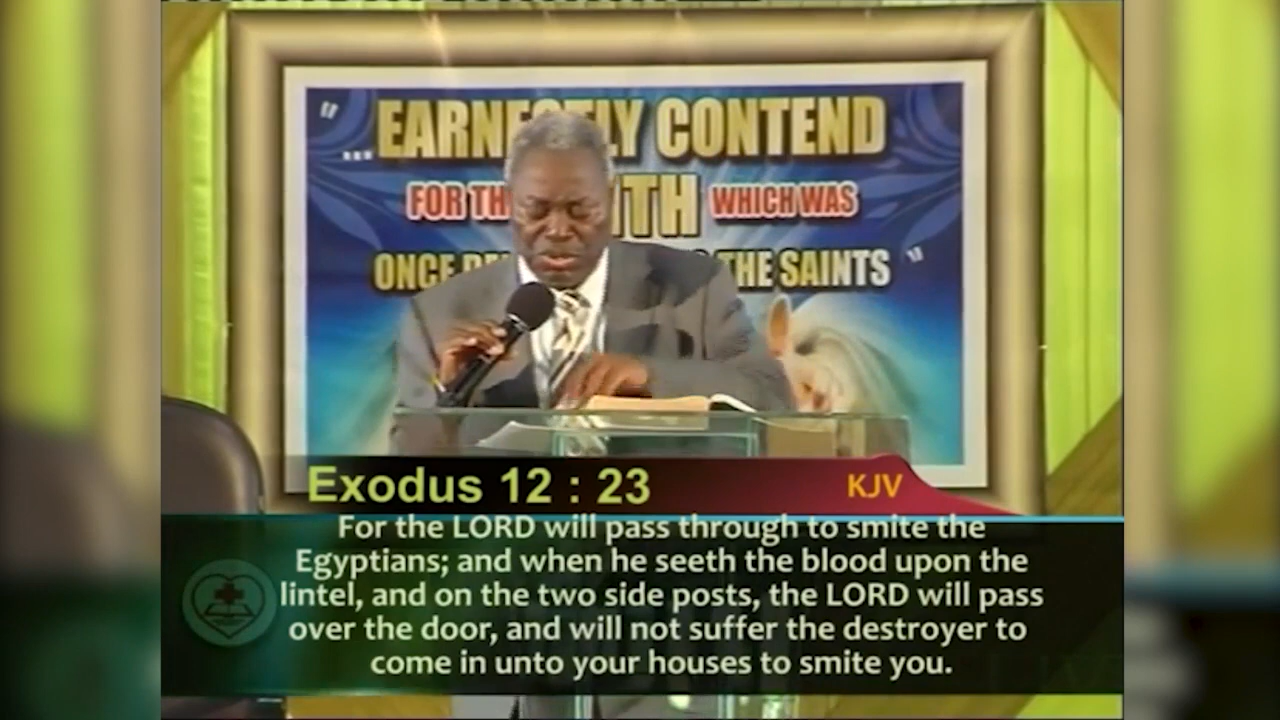 "
...EARNESTLY CONTEND
FOR TH WHICH WAS
ONCE THE SAINTS "
Exodus 12 : 23
KJV
For the LORD will pass through to smite the
Egyptians; and when he seeth the blood upon the
lintel, and on the two side posts, the LORD will pass
over the door, and will not suffer the destroyer to
come in unto your houses to smite you.